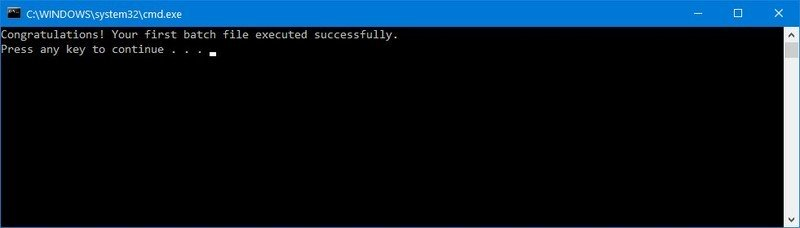 C:\WINDOWS\system32\cmd.exe
Congratulations! Your first batch file executed successfully.
Press any key to continue . . .